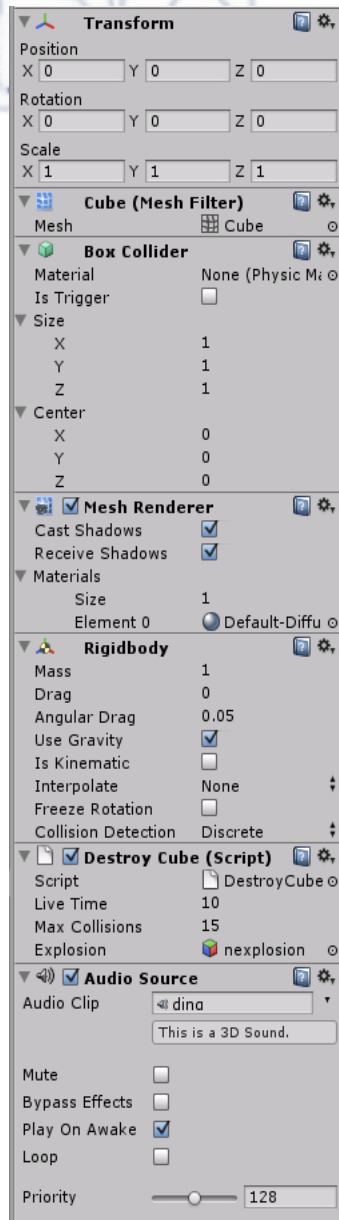 Transform
Position
X 0 Y 0 Z 0
Rotation
X 0 Y 0 Z 0
Scale
X 1 Y 1 Z 1
Cube (Mesh Filter)
Mesh Cube
Box Collider
Material None (Physic Ma
Is Trigger
Size
X 1
Y 1
Z 1
Center
X 0
Y 0
Z 0
Mesh Renderer
Cast Shadows
Receive Shadows
Materials
Size 1
Element 0 Default-Diffu
Rigidbody
Mass 1
Drag 0
Angular Drag 0.05
Use Gravity
Is Kinematic
Interpolate None
Freeze Rotation
Collision Detection Discrete
Destroy Cube (Script)
Script DestroyCube
Live Time 10
Max Collisions 15
Explosion nexplosion
Audio Source
Audio Clip ding
This is a 3D Sound.
Mute
Bypass Effects
Play On Awake
Loop
Priority 128